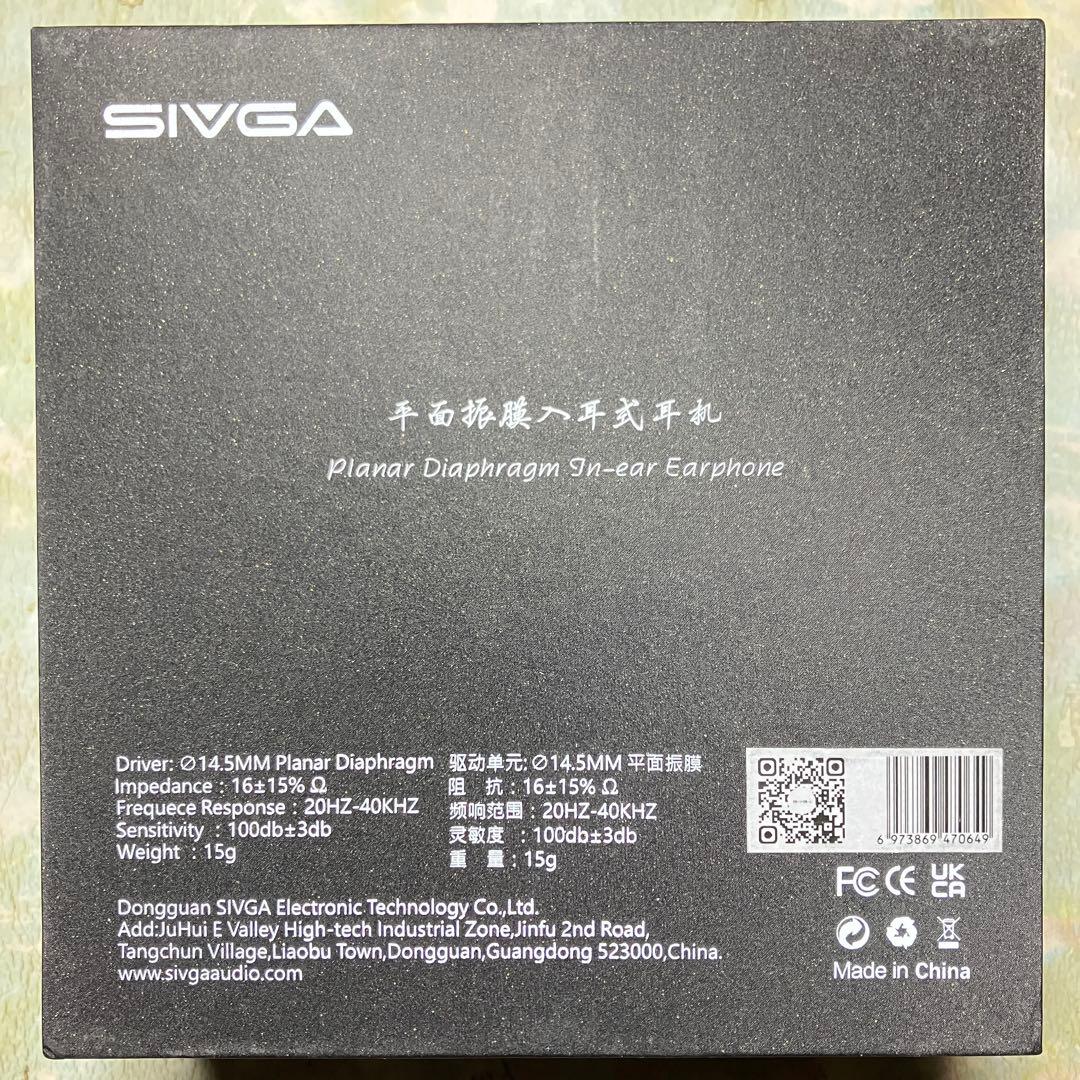 SIVGA
平面振膜入耳式耳机
Planar Diaphragm In-ear Earphone
Driver: ∅14.5MM Planar Diaphragm
Impedance : 16±15% Ω
Frequece Response : 20HZ-40KHZ
Sensitivity : 100db±3db
Weight : 15g
驱动单元: ∅14.5MM 平面振膜
阻 抗 : 16±15% Ω
频响范围 : 20HZ-40KHZ
灵敏度 : 100db±3db
重 量 : 15g
6 973869 470649
FC CE UK CA
Dongguan SIVGA Electronic Technology Co.,Ltd.
Add:JuHui E Valley High-tech Industrial Zone,Jinfu 2nd Road,
Tangchun Village,Liaobu Town,Dongguan,Guangdong 523000,China.
www.sivgaaudio.com
Made in China